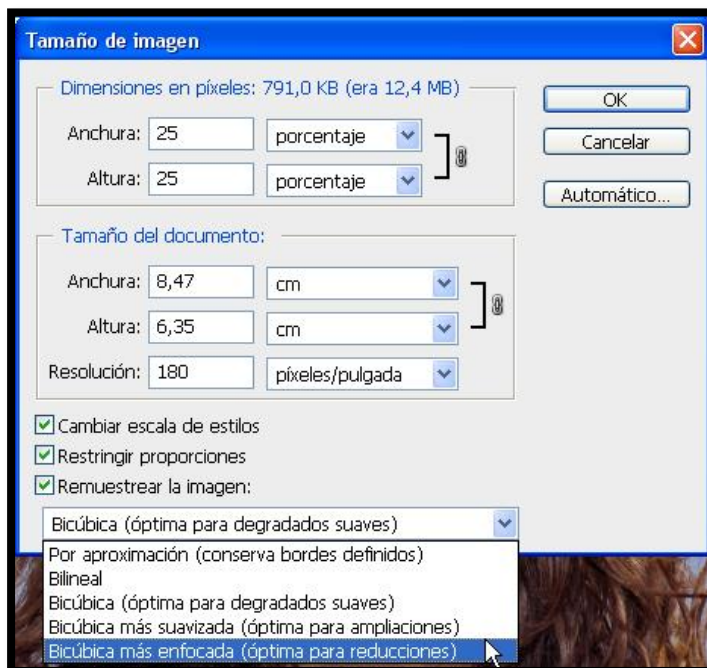 Tamaño de imagen
Dimensiones en píxeles: 791,0 KB (era 12,4 MB)
Anchura: 25 porcentaje
Altura: 25 porcentaje
OK
Cancelar
Automático...
Tamaño del documento:
Anchura: 8,47 cm
Altura: 6,35 cm
Resolución: 180 píxeles/pulgada
Cambiar escala de estilos
Restringir proporciones
Remuestrear la imagen:
Bicúbica (óptima para degradados suaves)
Por aproximación (conserva bordes definidos)
Bilineal
Bicúbica (óptima para degradados suaves)
Bicúbica más suavizada (óptima para ampliaciones)
Bicúbica más enfocada (óptima para reducciones)